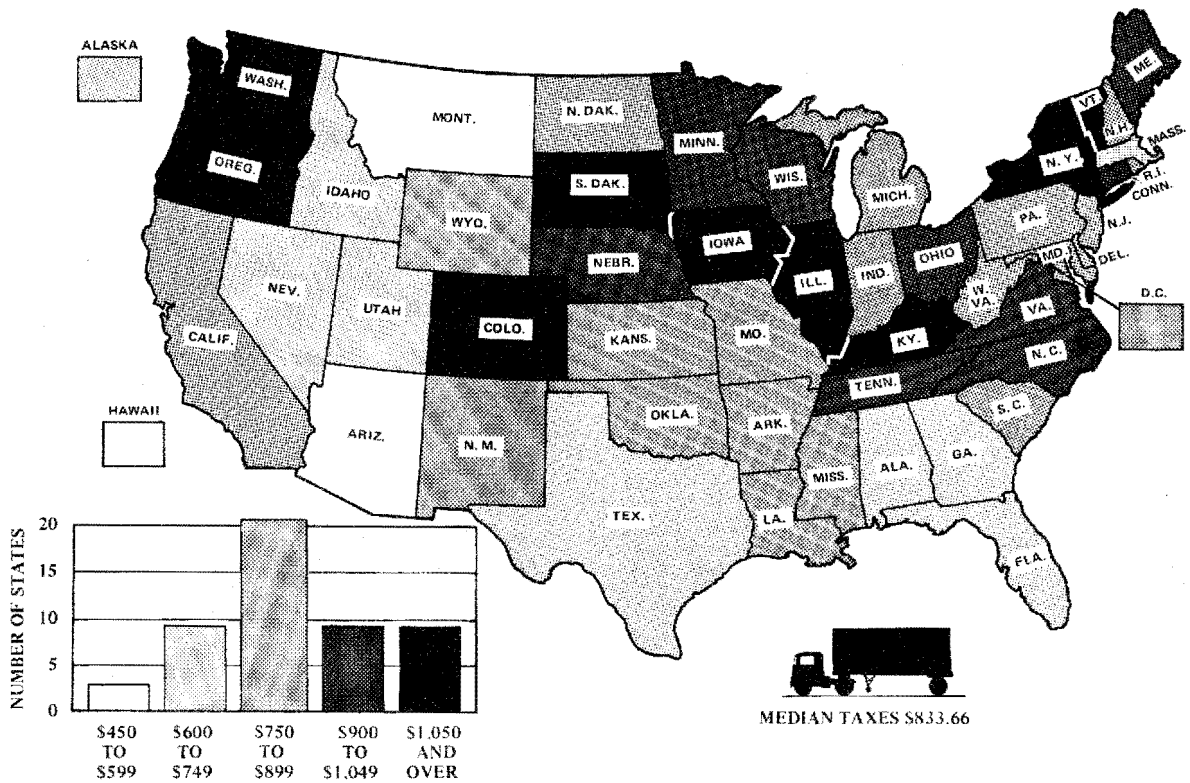 ALASKA
WASH.
MONT.
N. DAK.
MINN.
ME.
VT.
N.H.
MASS.
OREG.
IDAHO
S. DAK.
WIS.
MICH.
N. Y.
R.I.
CONN.
WYO.
IOWA
PA.
N.J.
NEBR.
ILL.
IND.
OHIO
MD.
DEL.
NEV.
UTAH
COLO.
W.
VA.
VA.
D.C.
CALIF.
KANS.
MO.
KY.
N. C.
TENN.
HAWAII
ARIZ.
N. M.
OKLA.
ARK.
S. C.
MISS.
ALA.
GA.
TEX.
LA.
FLA.
NUMBER OF STATES
20
15
10
5
0
$450
TO
$599
$600
TO
$749
$750
TO
$899
$900
TO
$1,049
$1,050
AND
OVER
MEDIAN TAXES $833.66